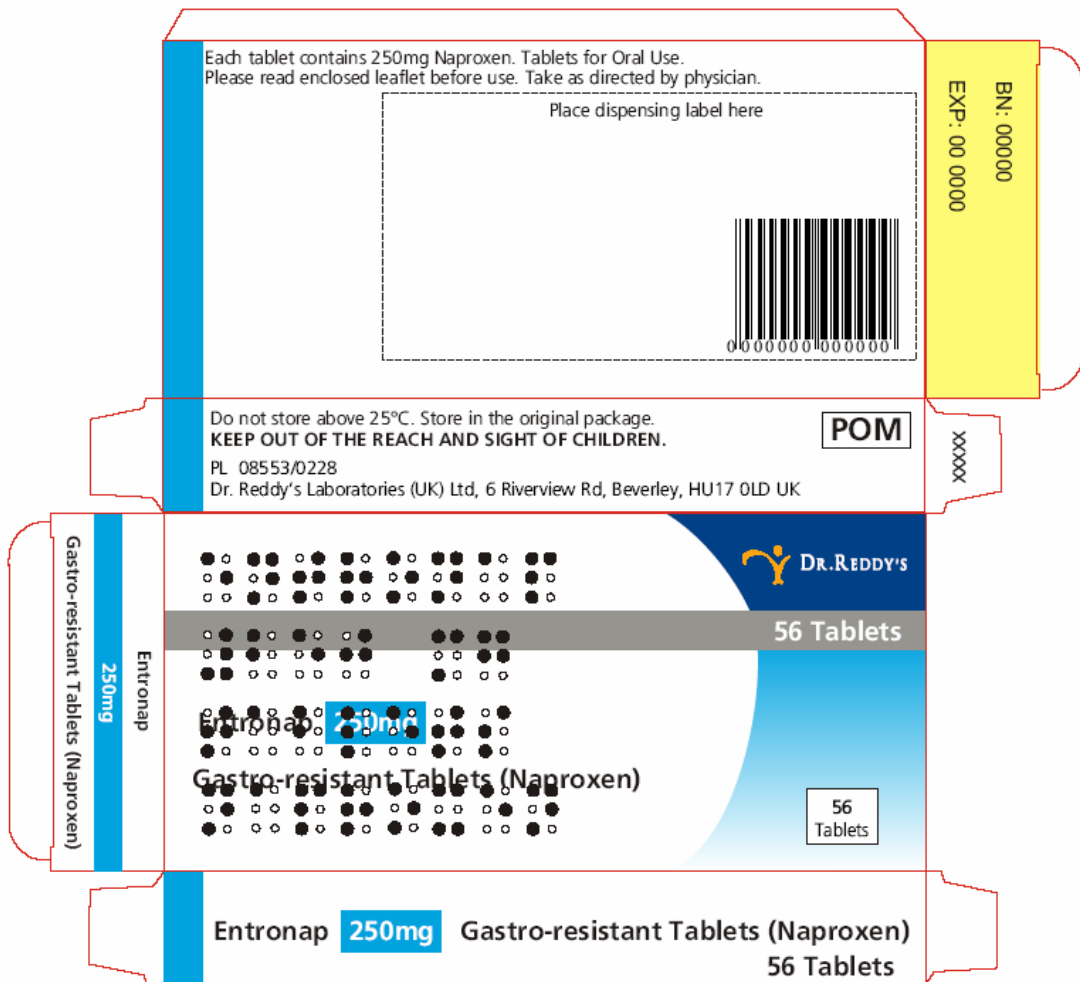 Each tablet contains 250mg Naproxen. Tablets for Oral Use.
Please read enclosed leaflet before use. Take as directed by physician.
Place dispensing label here
0 000000 000000
BN: 00000
EXP: 00 0000
Do not store above 25°C. Store in the original package.
KEEP OUT OF THE REACH AND SIGHT OF CHILDREN.
POM
PL 08553/0228
Dr. Reddy's Laboratories (UK) Ltd, 6 Riverview Rd, Beverley, HU17 0LD UK
XXXXX
Entronap
250mg
Gastro-resistant Tablets (Naproxen)
DR.REDDY'S
56 Tablets
Entronap 250mg
Gastro-resistant Tablets (Naproxen)
56
Tablets
Entronap 250mg Gastro-resistant Tablets (Naproxen)
56 Tablets